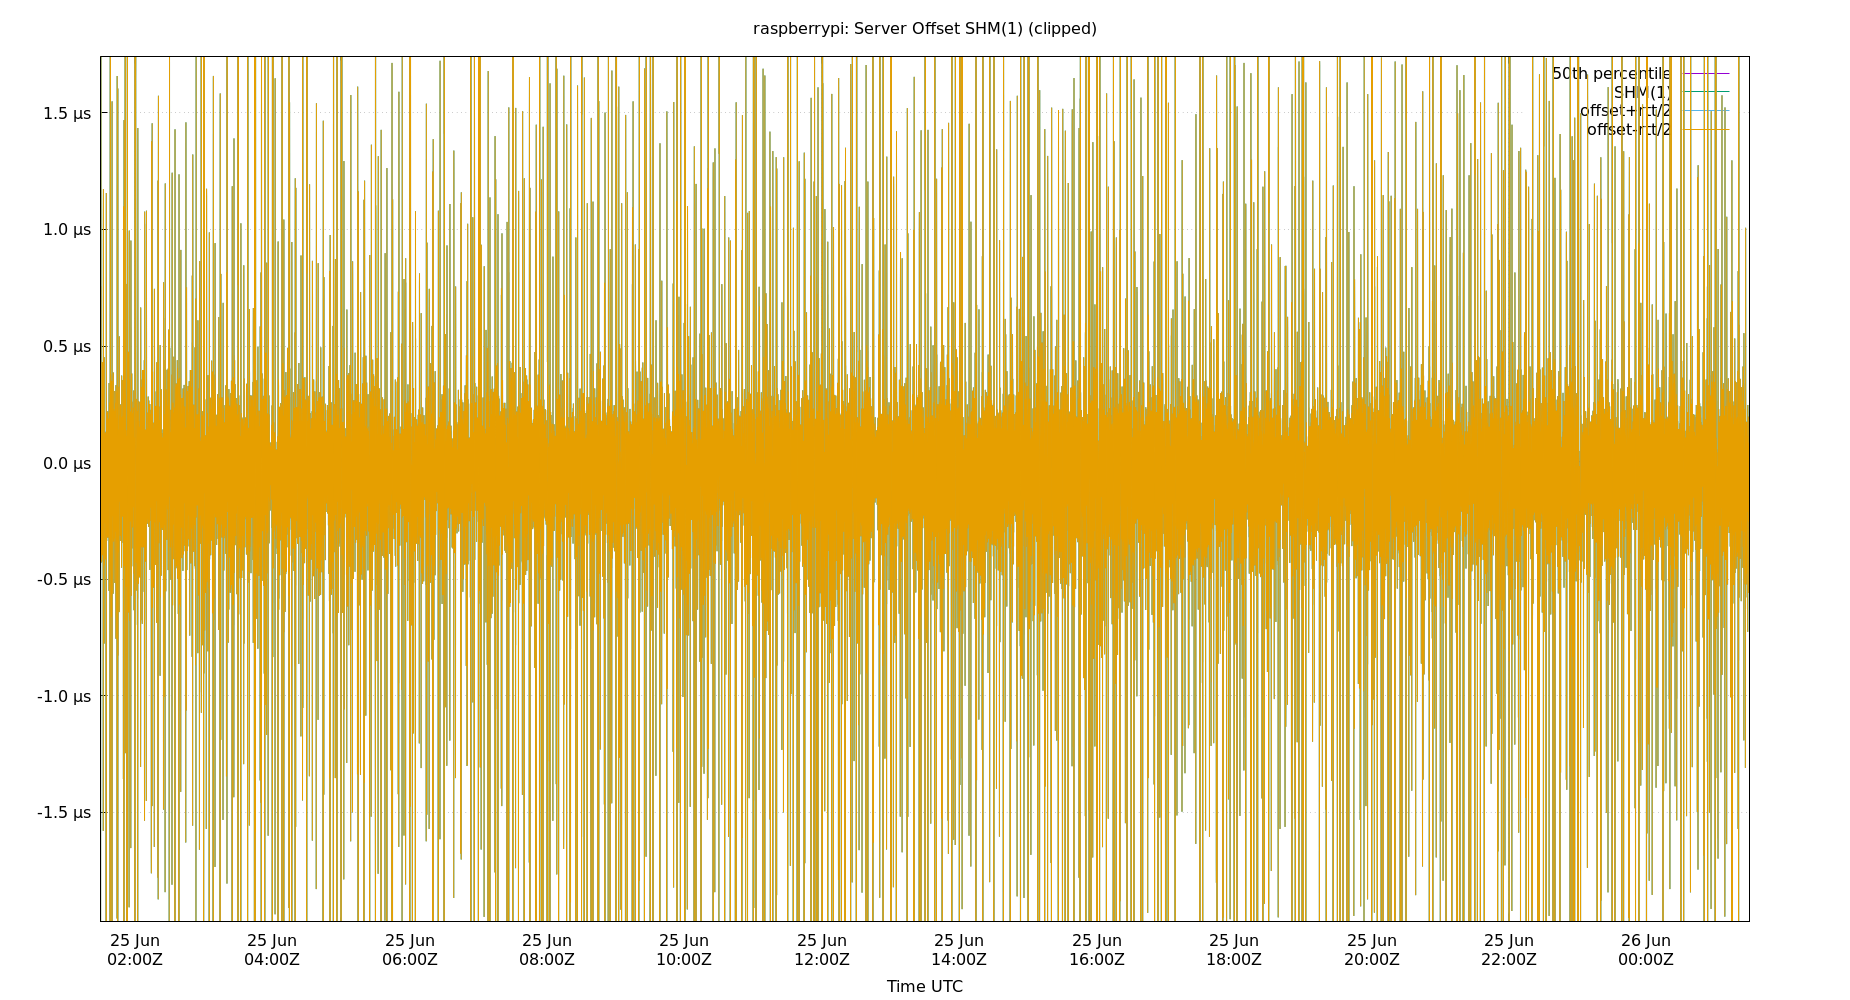 raspberrypi: Server Offset SHM(1) (clipped)
50th percentile
SHM(1)
offset+rtt/2
offset-rtt/2
1.5 µs
1.0 µs
0.5 µs
0.0 µs
-0.5 µs
-1.0 µs
-1.5 µs
25 Jun 25 Jun 25 Jun 25 Jun 25 Jun 25 Jun 25 Jun 25 Jun 25 Jun 25 Jun 25 Jun 26 Jun
02:00Z 04:00Z 06:00Z 08:00Z 10:00Z 12:00Z 14:00Z 16:00Z 18:00Z 20:00Z 22:00Z 00:00Z
Time UTC